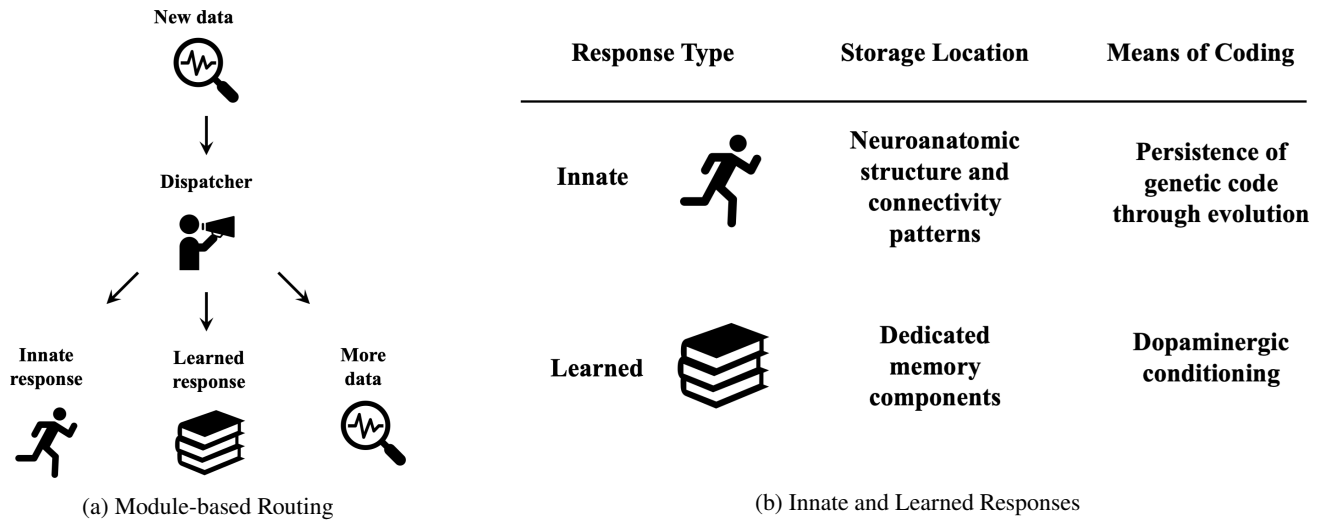 New data
Dispatcher
Innate
response
Learned
response
More
data
(a) Module-based Routing
Response Type
Storage Location
Means of Coding
Innate
Neuroanatomic
structure and
connectivity
patterns
Persistence of
genetic code
through evolution
Learned
Dedicated
memory
components
Dopaminergic
conditioning
(b) Innate and Learned Responses